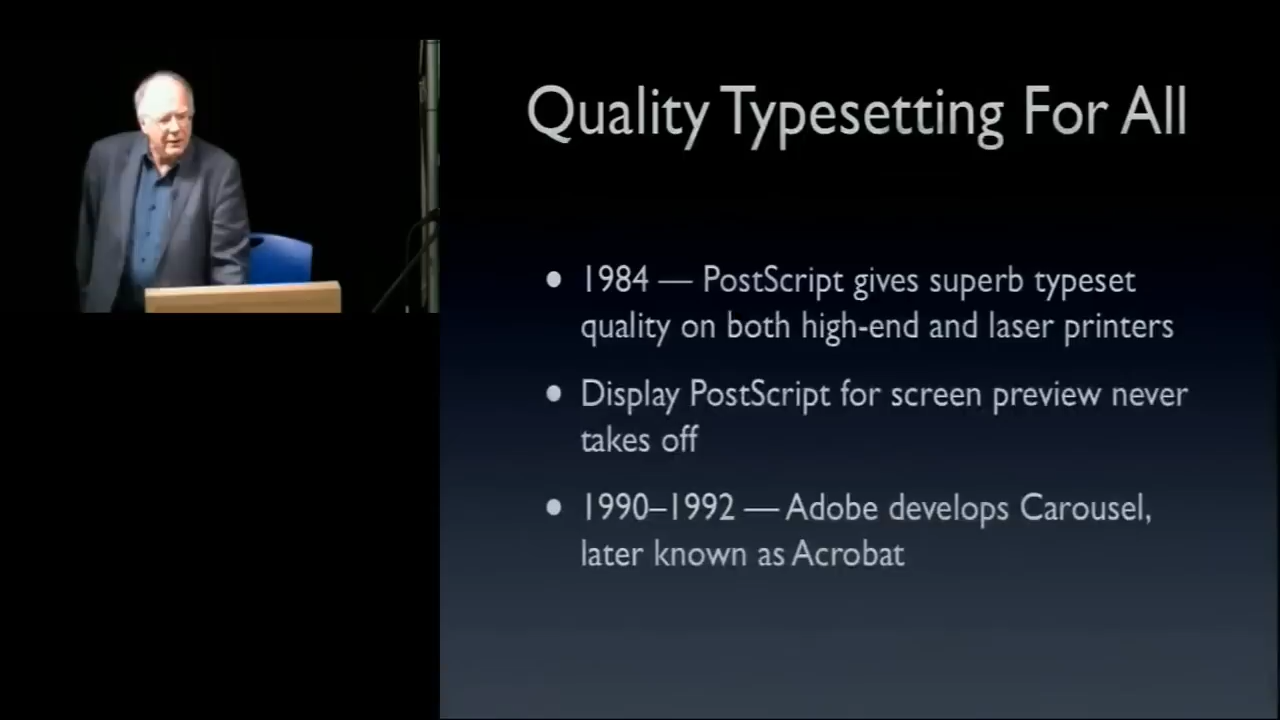 Quality Typesetting For All
• 1984 — PostScript gives superb typeset
quality on both high-end and laser printers
• Display PostScript for screen preview never
takes off
• 1990–1992 — Adobe develops Carousel,
later known as Acrobat